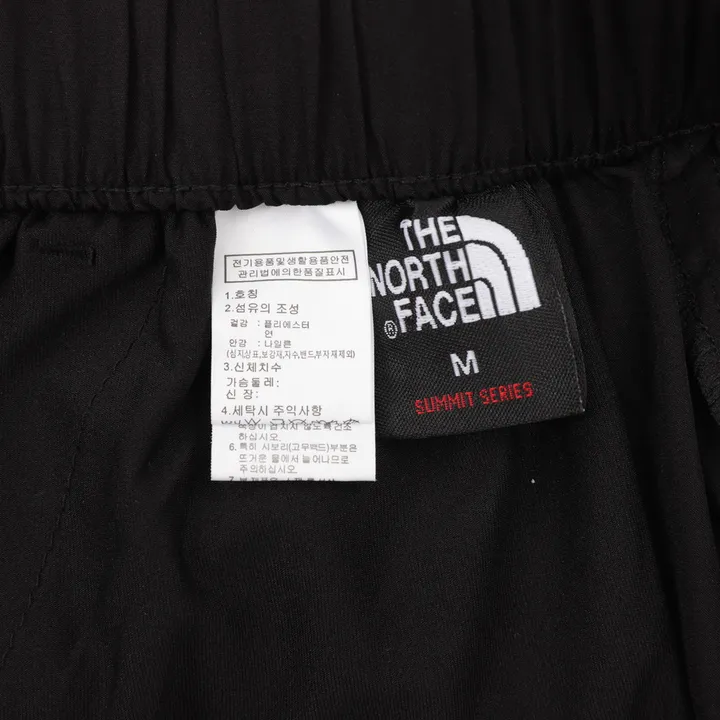 전기용품및생활용품안전
관리법에의한품질표시
1.호칭
2.섬유의 조성
겉감 : 폴리에스터
면
안감 : 나일론
(심지,상표,보강재,자수,밴드,부자재제외)
3.신체치수
가슴둘레:
신 장:
4.세탁시 주의사항
하십시오.
6. 특히 시보리(고무백드)부분은
뜨거운 물에서 늘어나므로
주의하십시오.
THE
NORTH
FACE
®
M
SUMMIT SERIES